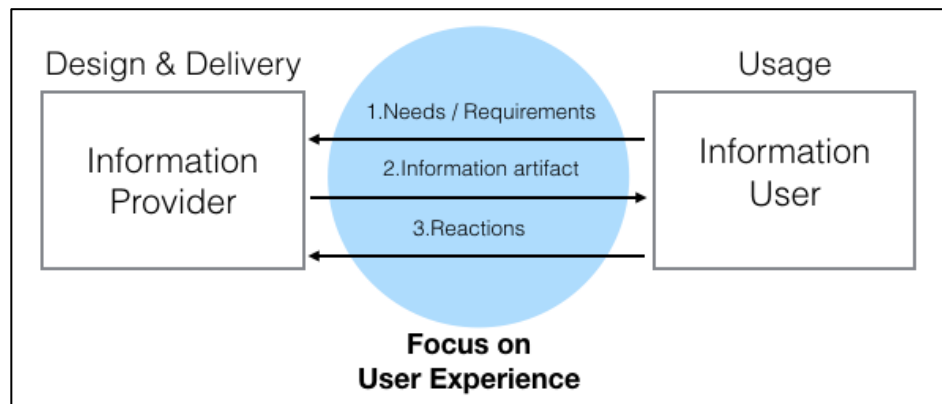 Design & Delivery
Usage
Information
Provider
1.Needs / Requirements
2.Information artifact
3.Reactions
Information
User
Focus on
User Experience